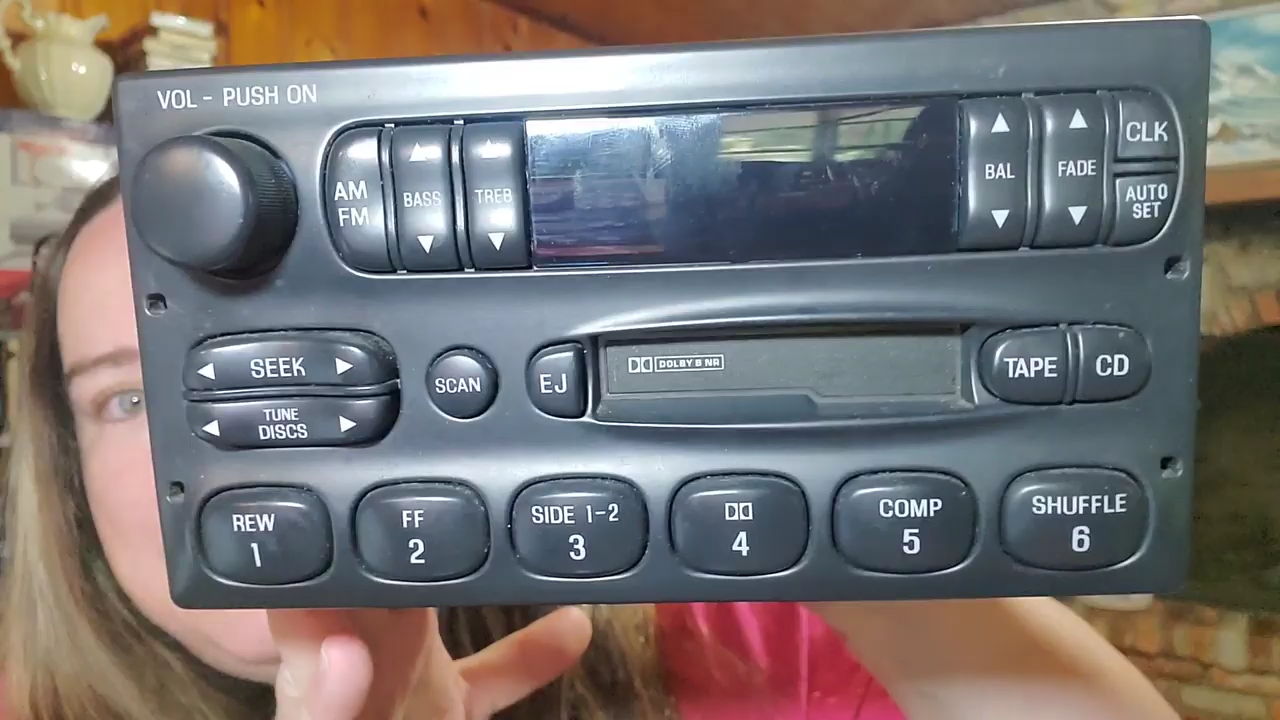 VOL - PUSH ON
AM
FM
BASS
TREB
BAL
FADE
CLK
AUTO
SET
SEEK
TUNE
DISCS
SCAN
EJ
DOLBY B NR
TAPE
CD
REW
1
FF
2
SIDE 1-2
3
4
COMP
5
SHUFFLE
6